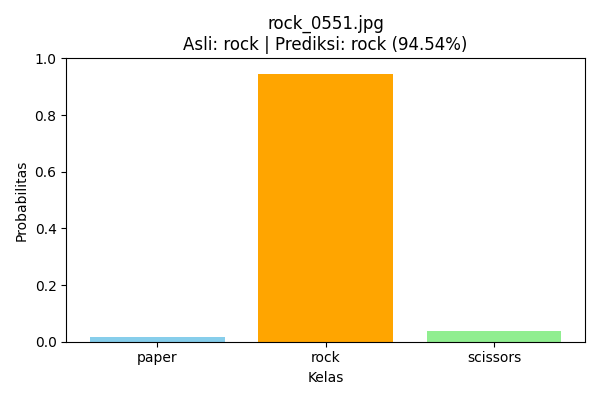 rock_0551.jpg
Asli: rock | Prediksi: rock (94.54%)
1.0
0.8
0.6
0.4
0.2
0.0
Probabilitas
paper
rock
scissors
Kelas